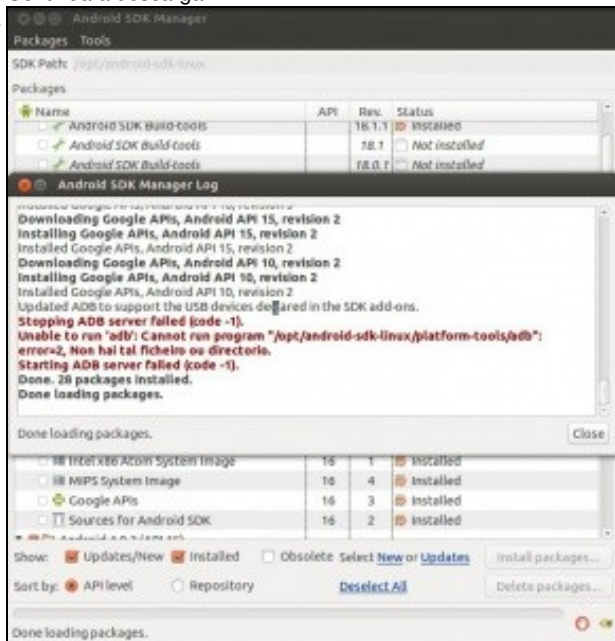 Android SDK Manager
Packages Tools
SDK Path: /opt/android-sdk-linux
Packages
Name API Rev. Status
Android SDK Build-tools 18.1.1 Installed
Android SDK Build-tools 18.1 Not installed
Android SDK Build-tools 18.0.1 Not installed
Android SDK Manager Log
Downloading Google APIs, Android API 15, revision 2
Installing Google APIs, Android API 15, revision 2
Installed Google APIs, Android API 15, revision 2
Downloading Google APIs, Android API 10, revision 2
Installing Google APIs, Android API 10, revision 2
Installed Google APIs, Android API 10, revision 2
Updated ADB to support the USB devices declared in the SDK add-ons.
Stopping ADB server failed (code -1).
Unable to run 'adb': Cannot run program "/opt/android-sdk-linux/platform-tools/adb":
error=2, Non hai tal ficheiro ou directorio.
Starting ADB server failed (code -1).
Done. 28 packages installed.
Done loading packages.
Done loading packages.
Close
Intel x86 Atom System Image 16 1 Installed
MIPS System Image 16 4 Installed
Google APIs 16 3 Installed
Sources for Android SDK 16 2 Installed
Show: Updates/New Installed Obsolete Select New or Updates Install packages...
Sort by: API level Repository Deselect All Delete packages...
Done loading packages.